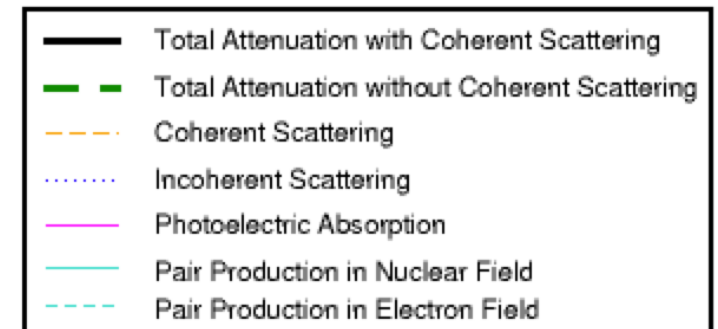 Total Attenuation with Coherent Scattering
Total Attenuation without Coherent Scattering
Coherent Scattering
Incoherent Scattering
Photoelectric Absorption
Pair Production in Nuclear Field
Pair Production in Electron Field